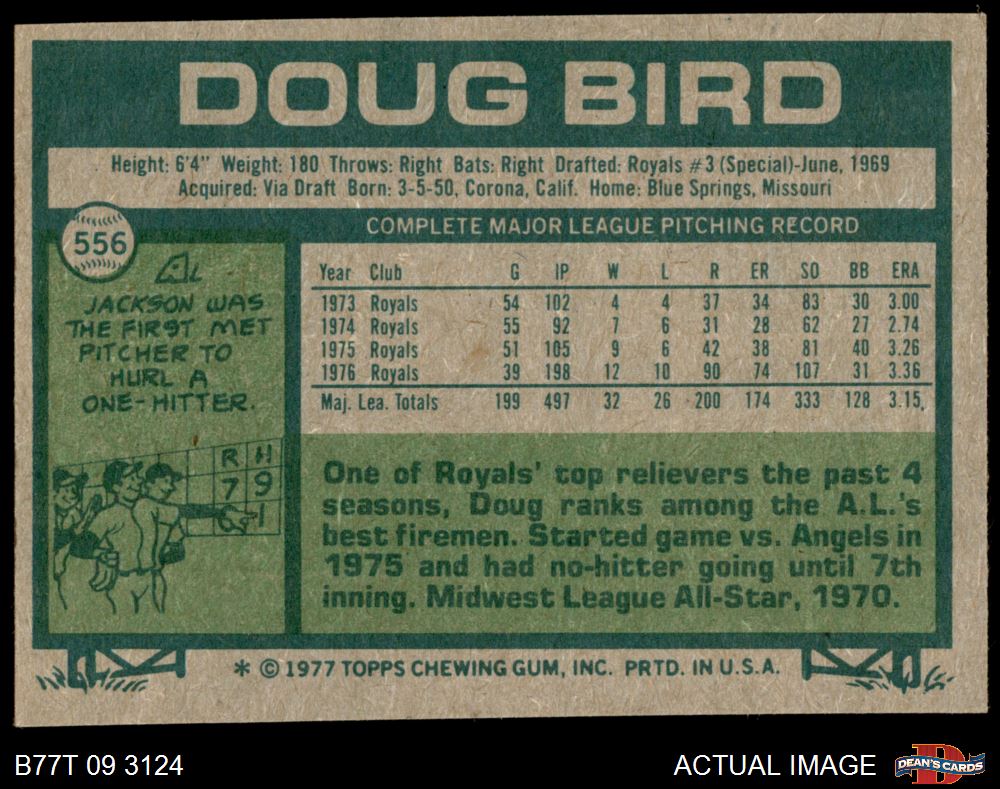 DOUG BIRD
Height: 6'4" Weight: 180 Throws: Right Bats: Right Drafted: Royals #3 (Special)-June, 1969
Acquired: Via Draft Born: 3-5-50, Corona, Calif. Home: Blue Springs, Missouri
556
AL
JACKSON WAS
THE FIRST MET
PITCHER TO
HURL A
ONE-HITTER.
R H
7 9
1
COMPLETE MAJOR LEAGUE PITCHING RECORD
Year Club G IP W L R ER SO BB ERA
1973 Royals 54 102 4 4 37 34 83 30 3.00
1974 Royals 55 92 7 6 31 28 62 27 2.74
1975 Royals 51 105 9 6 42 38 81 40 3.26
1976 Royals 39 198 12 10 90 74 107 31 3.36
Maj. Lea. Totals 199 497 32 26 200 174 333 128 3.15
One of Royals' top relievers the past 4
seasons, Doug ranks among the A.L.'s
best firemen. Started game vs. Angels in
1975 and had no-hitter going until 7th
inning. Midwest League All-Star, 1970.
* © 1977 TOPPS CHEWING GUM, INC. PRTD. IN U.S.A.
B77T 09 3124
ACTUAL IMAGE
D
DEAN'S CARDS